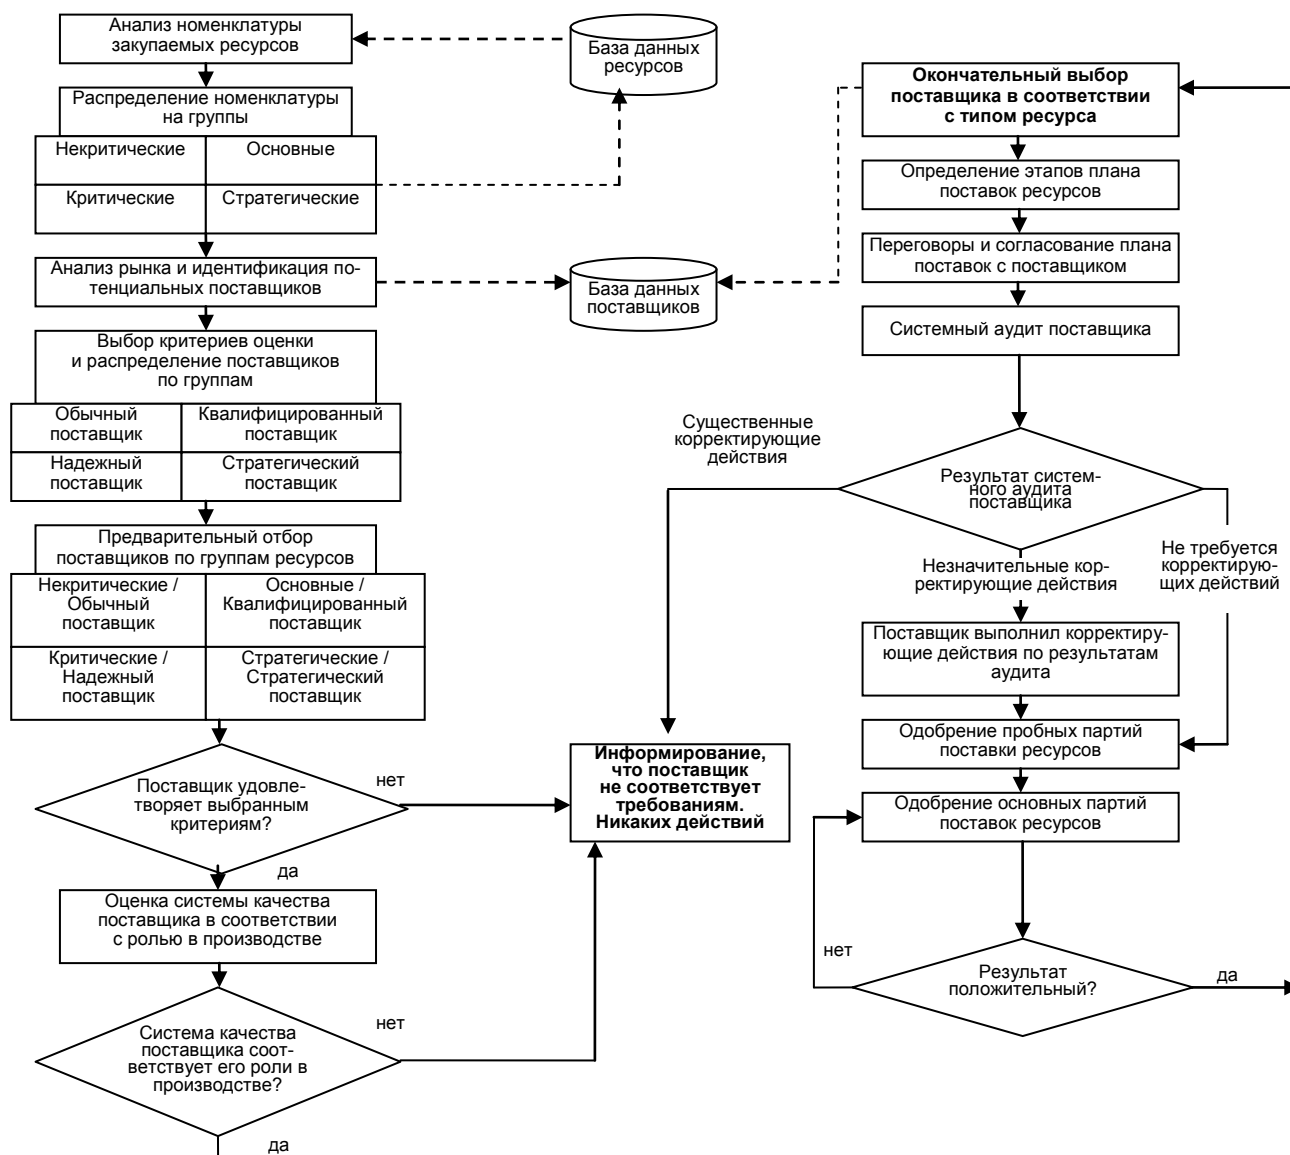 Анализ номенклатуры
закупаемых ресурсов
База данных
ресурсов
Распределение номенклатуры
на группы
Некритические
Основные
Критические
Стратегические
Анализ рынка и идентификация по-
тенциальных поставщиков
База данных
поставщиков
Выбор критериев оценки
и распределение поставщиков
по группам
Обычный
поставщик
Квалифицированный
поставщик
Надежный
поставщик
Стратегический
поставщик
Предварительный отбор
поставщиков по группам ресурсов
Некритические /
Обычный
поставщик
Основные /
Квалифицированный
поставщик
Критические /
Надежный
поставщик
Стратегические /
Стратегический
поставщик
Поставщик удовле-
творяет выбранным
критериям?
нет
да
Информирование,
что поставщик
не соответствует
требованиям.
Никаких действий
Оценка системы качества
поставщика в соответствии
с ролью в производстве
Система качества
поставщика соот-
ветствует его роли в
производстве?
нет
да
Окончательный выбор
поставщика в соответствии
с типом ресурса
Определение этапов плана
поставок ресурсов
Переговоры и согласование плана
поставок с поставщиком
Системный аудит поставщика
Существенные
корректирующие
действия
Результат систем-
ного аудита
поставщика
Незначительные кор-
ректирующие действия
Не требуется
корректирую-
щих действий
Поставщик выполнил корректиру-
ующие действия по результатам
аудита
Одобрение пробных партий
поставки ресурсов
Одобрение основных партий
поставок ресурсов
нет
Результат
положительный?
да